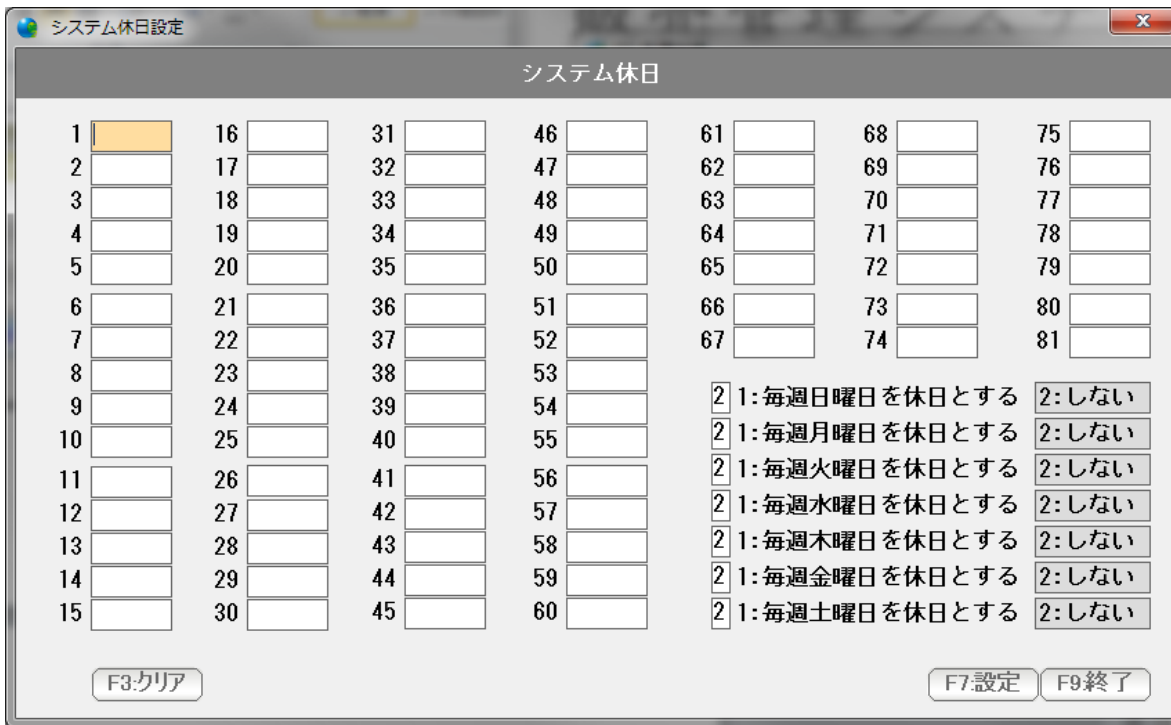 システム休日設定
システム休日
1 16 31 46 61 68 75
2 17 32 47 62 69 76
3 18 33 48 63 70 77
4 19 34 49 64 71 78
5 20 35 50 65 72 79
6 21 36 51 66 73 80
7 22 37 52 67 74 81
8 23 38 53
9 24 39 54
10 25 40 55
11 26 41 56
12 27 42 57
13 28 43 58
14 29 44 59
15 30 45 60
2 1:毎週日曜日を休日とする 2:しない
2 1:毎週月曜日を休日とする 2:しない
2 1:毎週火曜日を休日とする 2:しない
2 1:毎週水曜日を休日とする 2:しない
2 1:毎週木曜日を休日とする 2:しない
2 1:毎週金曜日を休日とする 2:しない
2 1:毎週土曜日を休日とする 2:しない
F3:クリア F7:設定 F9:終了